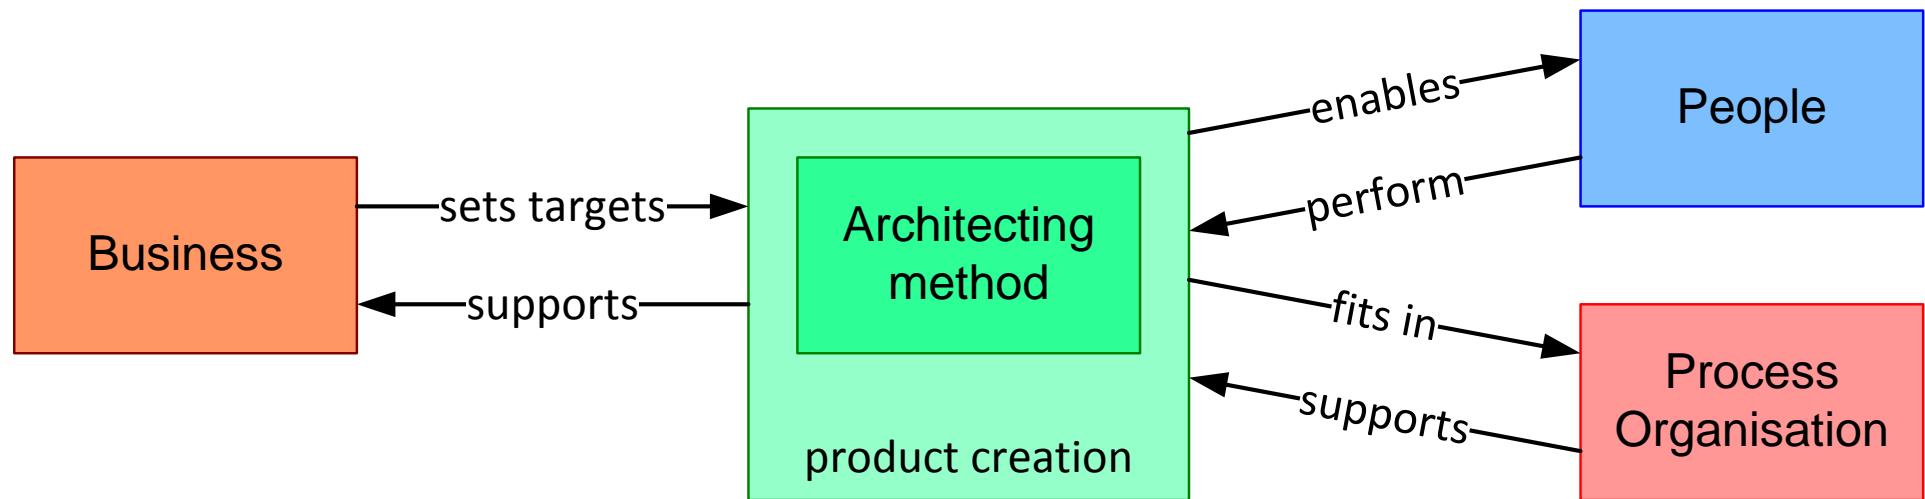 Business
sets targets
supports
Architecting
method
product creation
enables
perform
fits in
supports
People
Process
Organisation